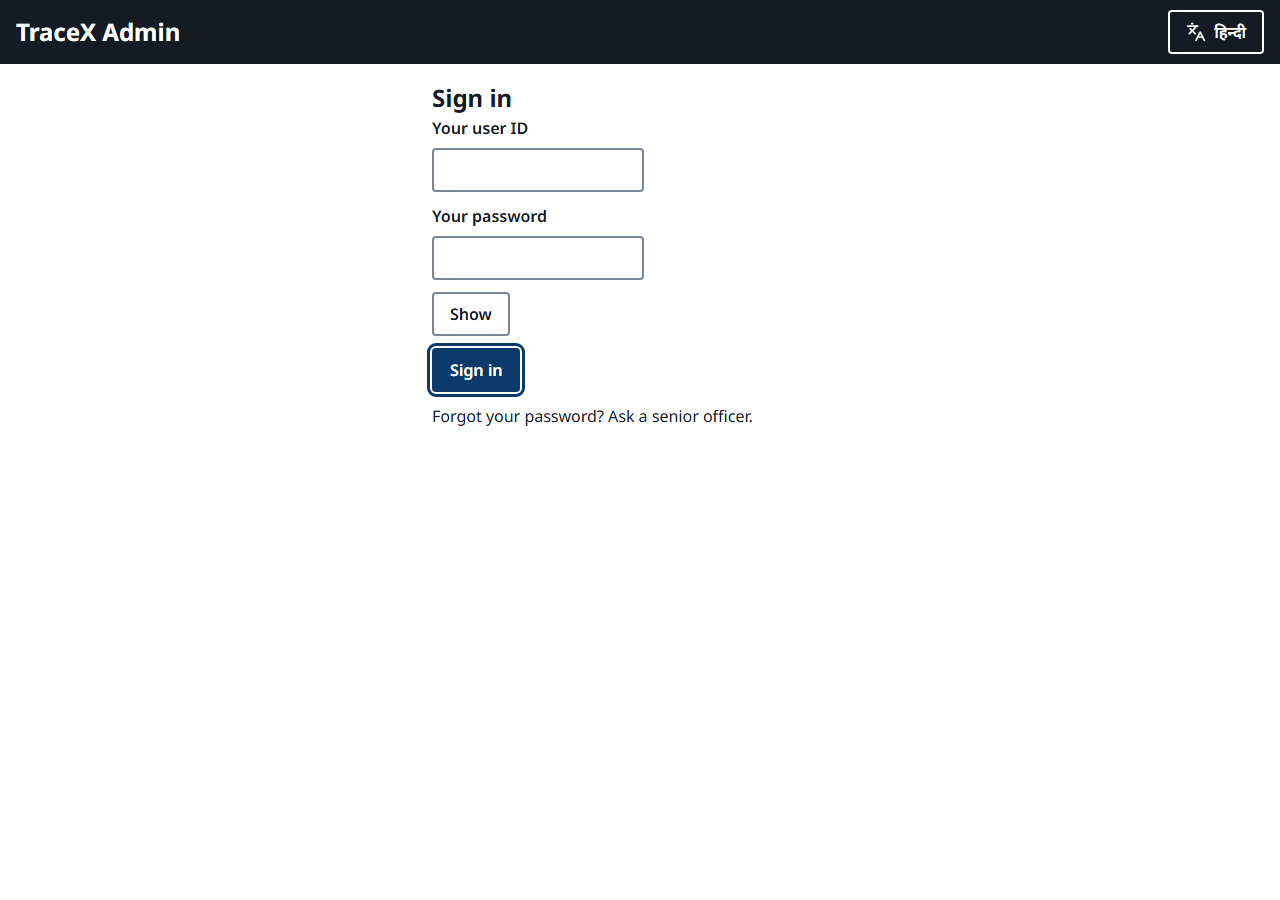 TraceX Admin
हिन्दी
Sign in
Your user ID
Your password
Show
Sign in
Forgot your password? Ask a senior officer.